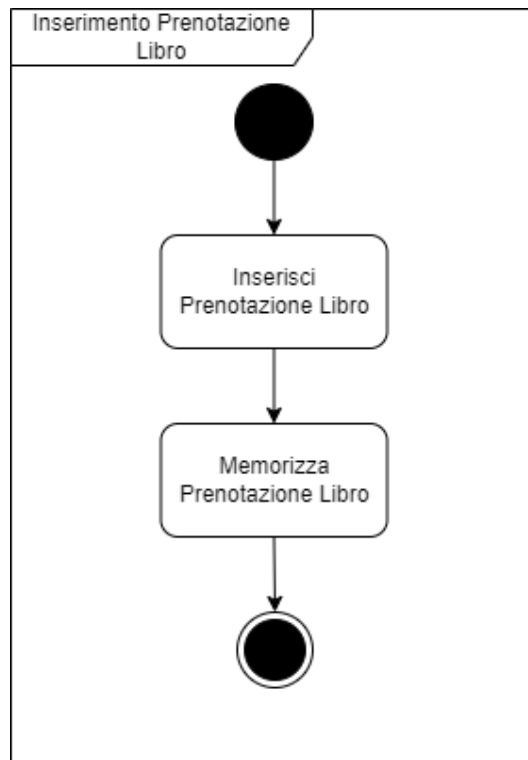 Inserimento Prenotazione
Libro
Inserisci
Prenotazione Libro
Memorizza
Prenotazione Libro